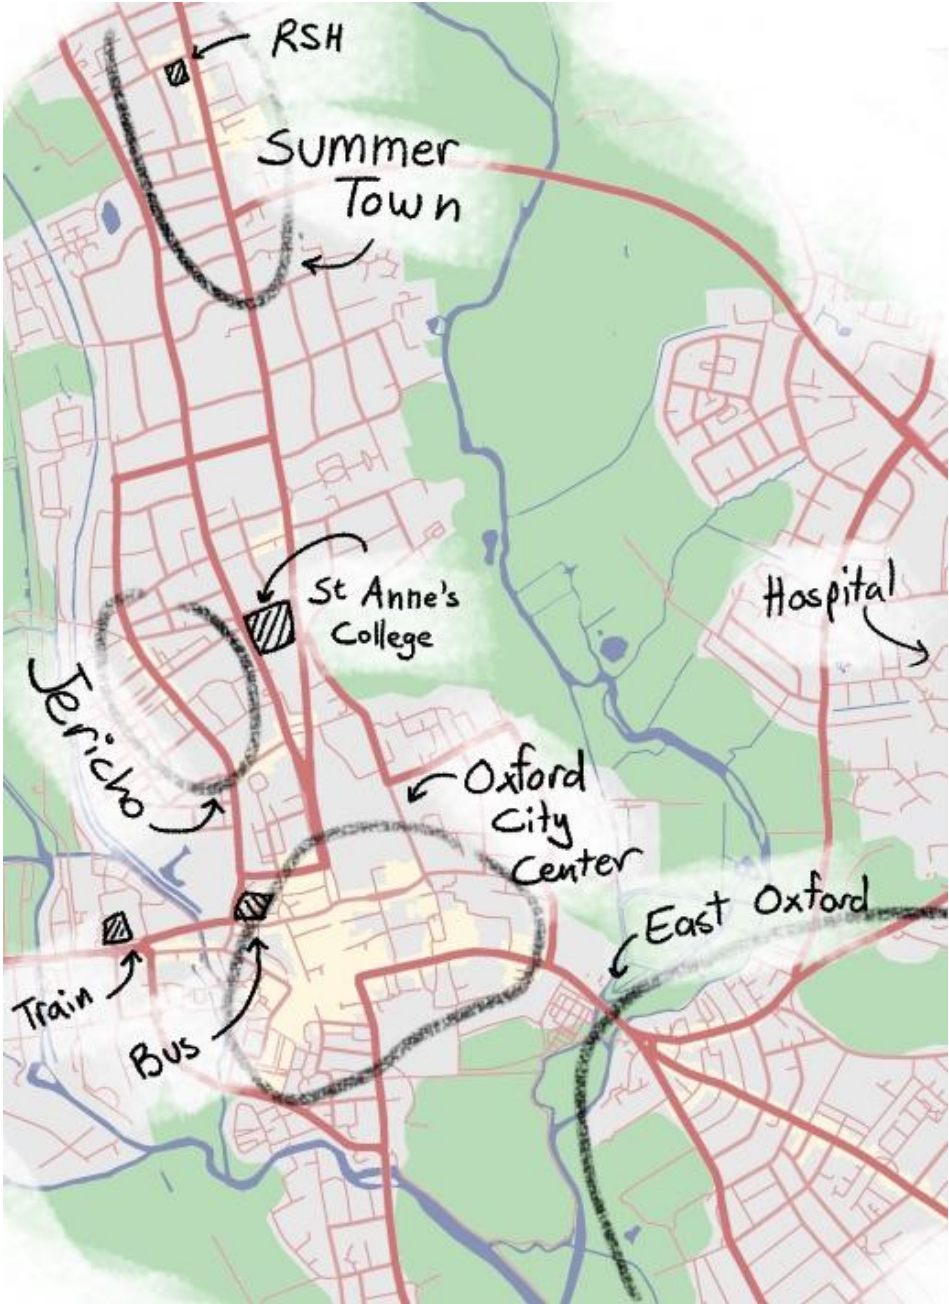 RSH
Summer
Town
St Anne's
College
Hospital
Jericho
Oxford
City
Center
East Oxford
Train
Bus